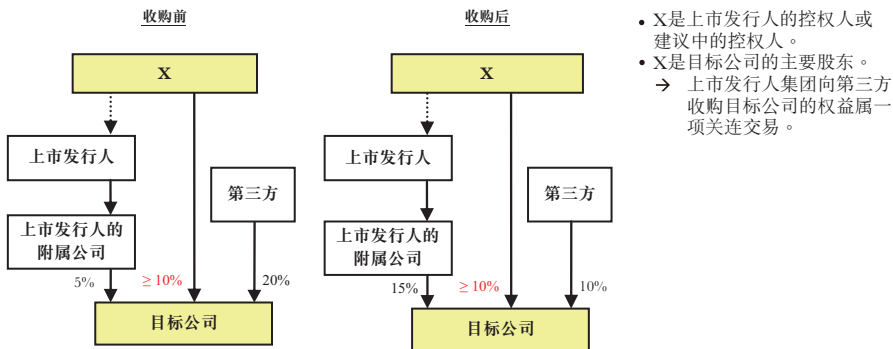 收购前
X
上市发行人
第三方
上市发行人的
附属公司
5%
≥ 10%
20%
目标公司
收购后
X
上市发行人
第三方
上市发行人的
附属公司
15%
≥ 10%
10%
目标公司
• X是上市发行人的控权人或
建议中的控权人。
• X是目标公司的主要股东。
→ 上市发行人集团向第三方
收购目标公司的权益属一
项关连交易。